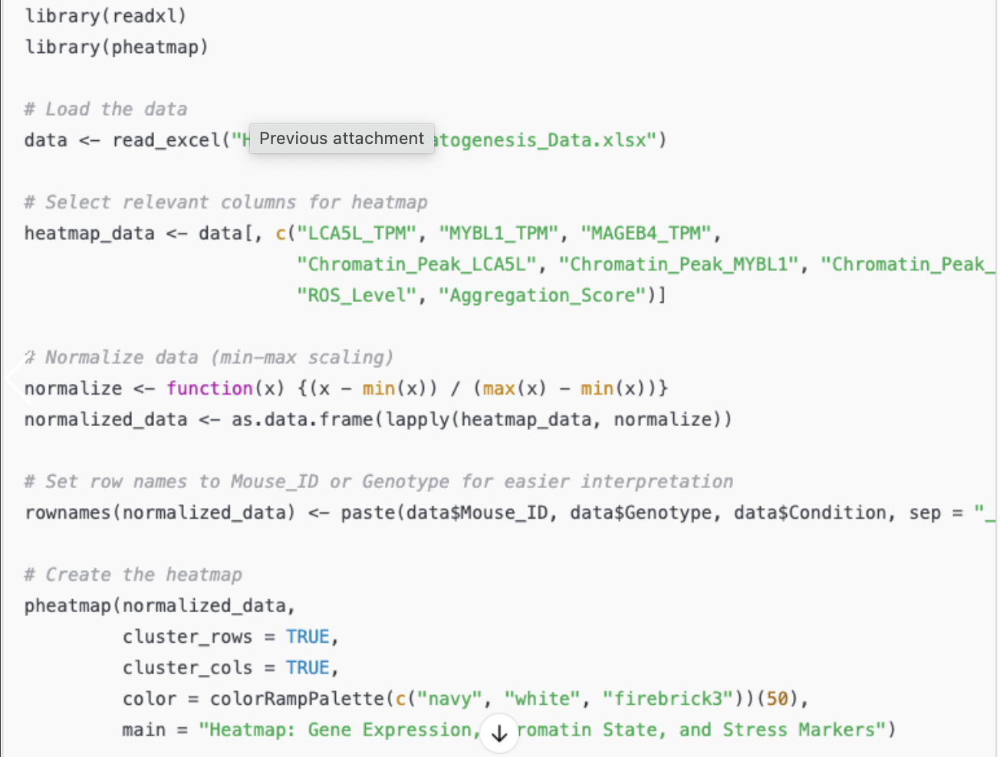 library(readxl)
library(pheatmap)
# Load the data
data <- read_excel("H Previous attachment atogenesis_Data.xlsx")
# Select relevant columns for heatmap
heatmap_data <- data[, c("LCA5L_TPM", "MYBL1_TPM", "MAGEB4_TPM",
"Chromatin_Peak_LCA5L", "Chromatin_Peak_MYBL1", "Chromatin_Peak_
"ROS_Level", "Aggregation_Score")]
# Normalize data (min-max scaling)
normalize <- function(x) {(x - min(x)) / (max(x) - min(x))}
normalized_data <- as.data.frame(lapply(heatmap_data, normalize))
# Set row names to Mouse_ID or Genotype for easier interpretation
rownames(normalized_data) <- paste(data$Mouse_ID, data$Genotype, data$Condition, sep = "_
# Create the heatmap
pheatmap(normalized_data,
cluster_rows = TRUE,
cluster_cols = TRUE,
color = colorRampPalette(c("navy", "white", "firebrick3"))(50),
main = "Heatmap: Gene Expression, romatin State, and Stress Markers")